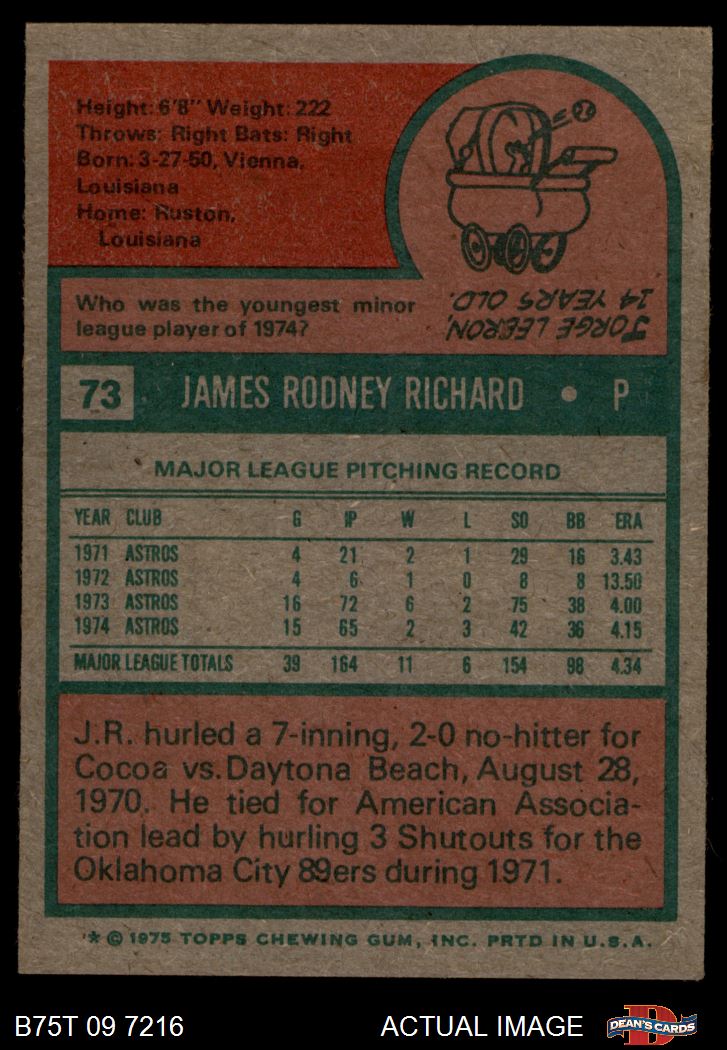 Height: 6'8" Weight: 222
Throws: Right Bats: Right
Born: 3-27-50, Vienna,
Louisiana
Home: Ruston,
Louisiana
Who was the youngest minor
league player of 1974?
JORGE LEBRON,
14 YEARS OLD.
73 JAMES RODNEY RICHARD • P
MAJOR LEAGUE PITCHING RECORD
YEAR CLUB G IP W L SO BB ERA
1971 ASTROS 4 21 2 1 29 16 3.43
1972 ASTROS 4 6 1 0 8 8 13.50
1973 ASTROS 16 72 6 2 75 38 4.00
1974 ASTROS 15 65 2 3 42 36 4.15
MAJOR LEAGUE TOTALS 39 164 11 6 154 98 4.34
J.R. hurled a 7-inning, 2-0 no-hitter for
Cocoa vs. Daytona Beach, August 28,
1970. He tied for American Associa-
tion lead by hurling 3 Shutouts for the
Oklahoma City 89ers during 1971.
* © 1975 TOPPS CHEWING GUM, INC. PRTD IN U.S.A.
B75T 09 7216 ACTUAL IMAGE
D
DEAN'S CARDS